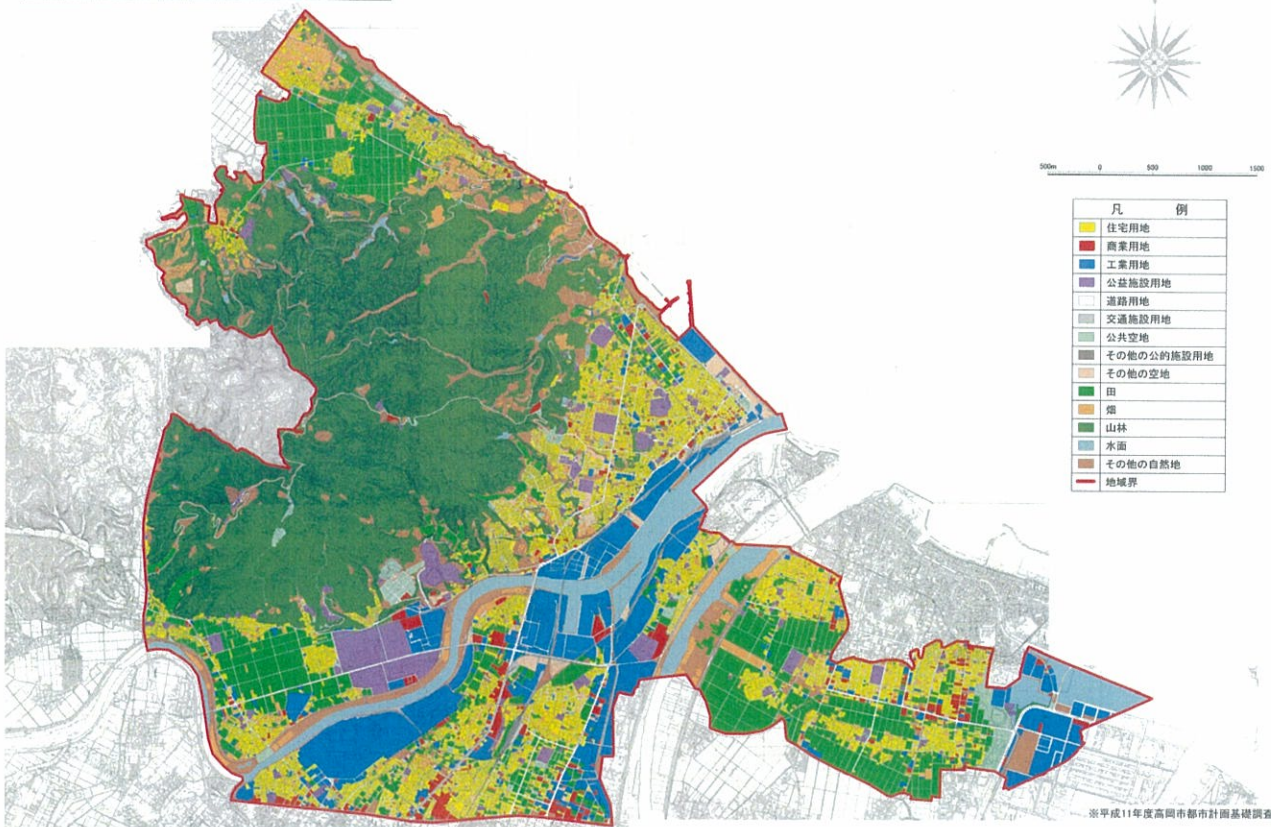 500m 0 500 1000 1500
凡 例
住宅用地
商業用地
工業用地
公益施設用地
道路用地
交通施設用地
公共空地
その他の公的施設用地
その他の空地
田
畑
山林
水面
その他の自然地
地域界
※平成11年度高岡市都市計画基礎調査